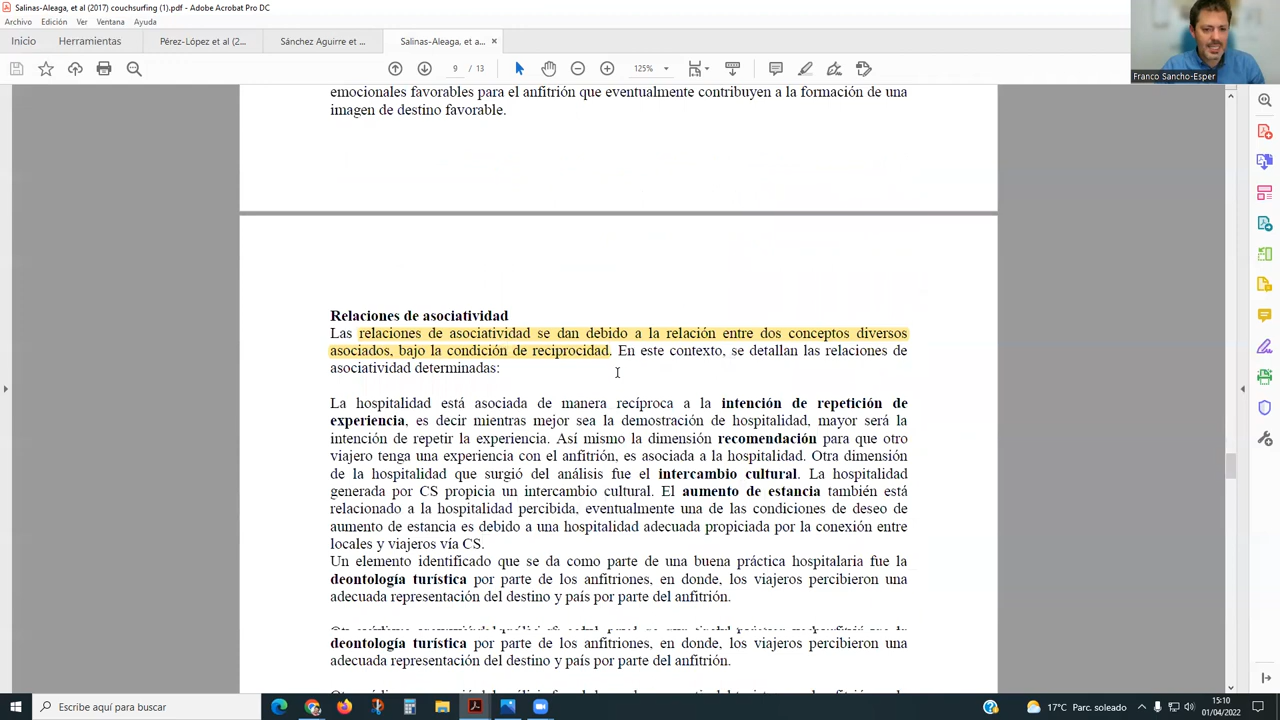 Salinas-Aleaga, et al (2017) couchsurfing (1).pdf - Adobe Acrobat Pro DC
Archivo Edición Ver Ventana Ayuda
Inicio Herramientas Pérez-López et al (2... Sánchez Aguirre et ... Salinas-Aleaga, et a... ×
9 / 13 125%
Franco Sancho-Esper
emocionales favorables para el anfitrión que eventualmente contribuyen a la formación de una
imagen de destino favorable.
Relaciones de asociatividad
Las relaciones de asociatividad se dan debido a la relación entre dos conceptos diversos
asociados, bajo la condición de reciprocidad. En este contexto, se detallan las relaciones de
asociatividad determinadas:
La hospitalidad está asociada de manera recíproca a la intención de repetición de
experiencia, es decir mientras mejor sea la demostración de hospitalidad, mayor será la
intención de repetir la experiencia. Así mismo la dimensión recomendación para que otro
viajero tenga una experiencia con el anfitrión, es asociada a la hospitalidad. Otra dimensión
de la hospitalidad que surgió del análisis fue el intercambio cultural. La hospitalidad
generada por CS propicia un intercambio cultural. El aumento de estancia también está
relacionado a la hospitalidad percibida, eventualmente una de las condiciones de deseo de
aumento de estancia es debido a una hospitalidad adecuada propiciada por la conexión entre
locales y viajeros vía CS.
Un elemento identificado que se da como parte de una buena práctica hospitalaria fue la
deontología turística por parte de los anfitriones, en donde, los viajeros percibieron una
adecuada representación del destino y país por parte del anfitrión.
deontología turística por parte de los anfitriones, en donde, los viajeros percibieron una
adecuada representación del destino y país por parte del anfitrión.
Escribe aquí para buscar
17°C Parc. soleado
15:10
01/04/2022